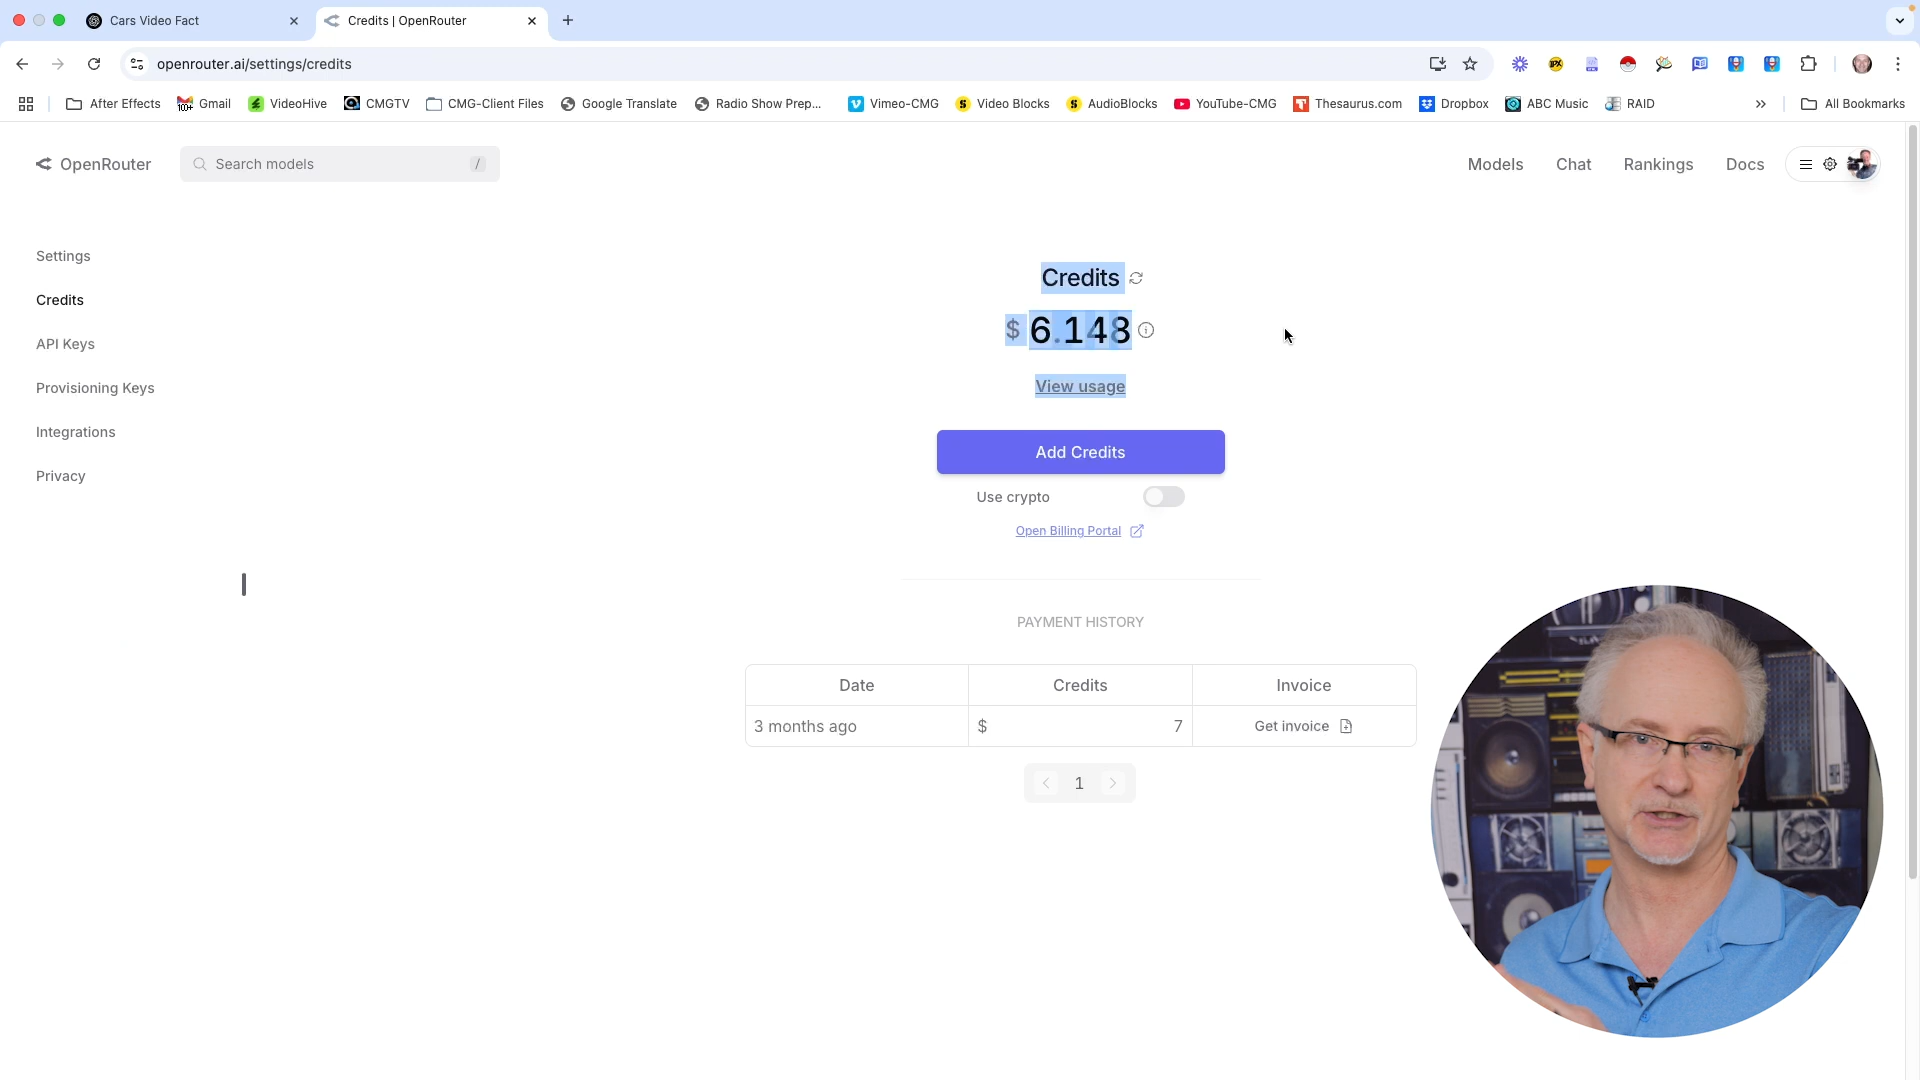 Cars Video Fact
Credits | OpenRouter
openrouter.ai/settings/credits
After Effects
Gmail
VideoHive
CMGTV
CMG-Client Files
Google Translate
Radio Show Prep...
Vimeo-CMG
Video Blocks
AudioBlocks
YouTube-CMG
Thesaurus.com
Dropbox
ABC Music
RAID
All Bookmarks
OpenRouter
Search models /
Models
Chat
Rankings
Docs
Settings
Credits
API Keys
Provisioning Keys
Integrations
Privacy
Credits
$ 6.148
View usage
Add Credits
Use crypto
Open Billing Portal
PAYMENT HISTORY
Date Credits Invoice
3 months ago $ 7 Get invoice
1